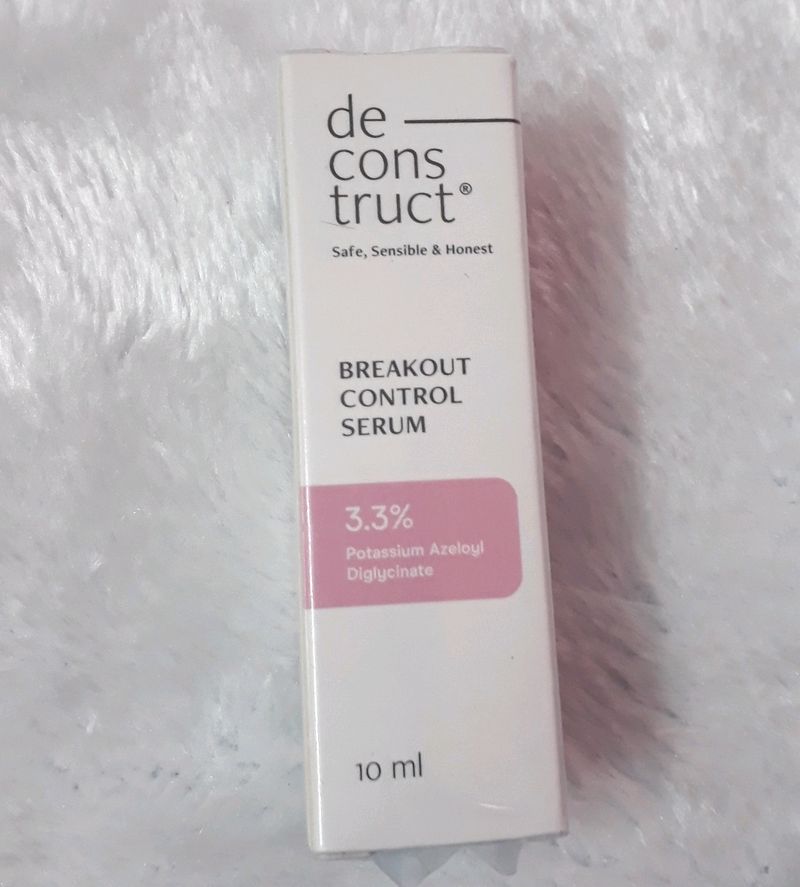 de
cons
truct®
Safe, Sensible & Honest
BREAKOUT
CONTROL
SERUM
3.3%
Potassium Azeloyl
Diglycinate
10 ml